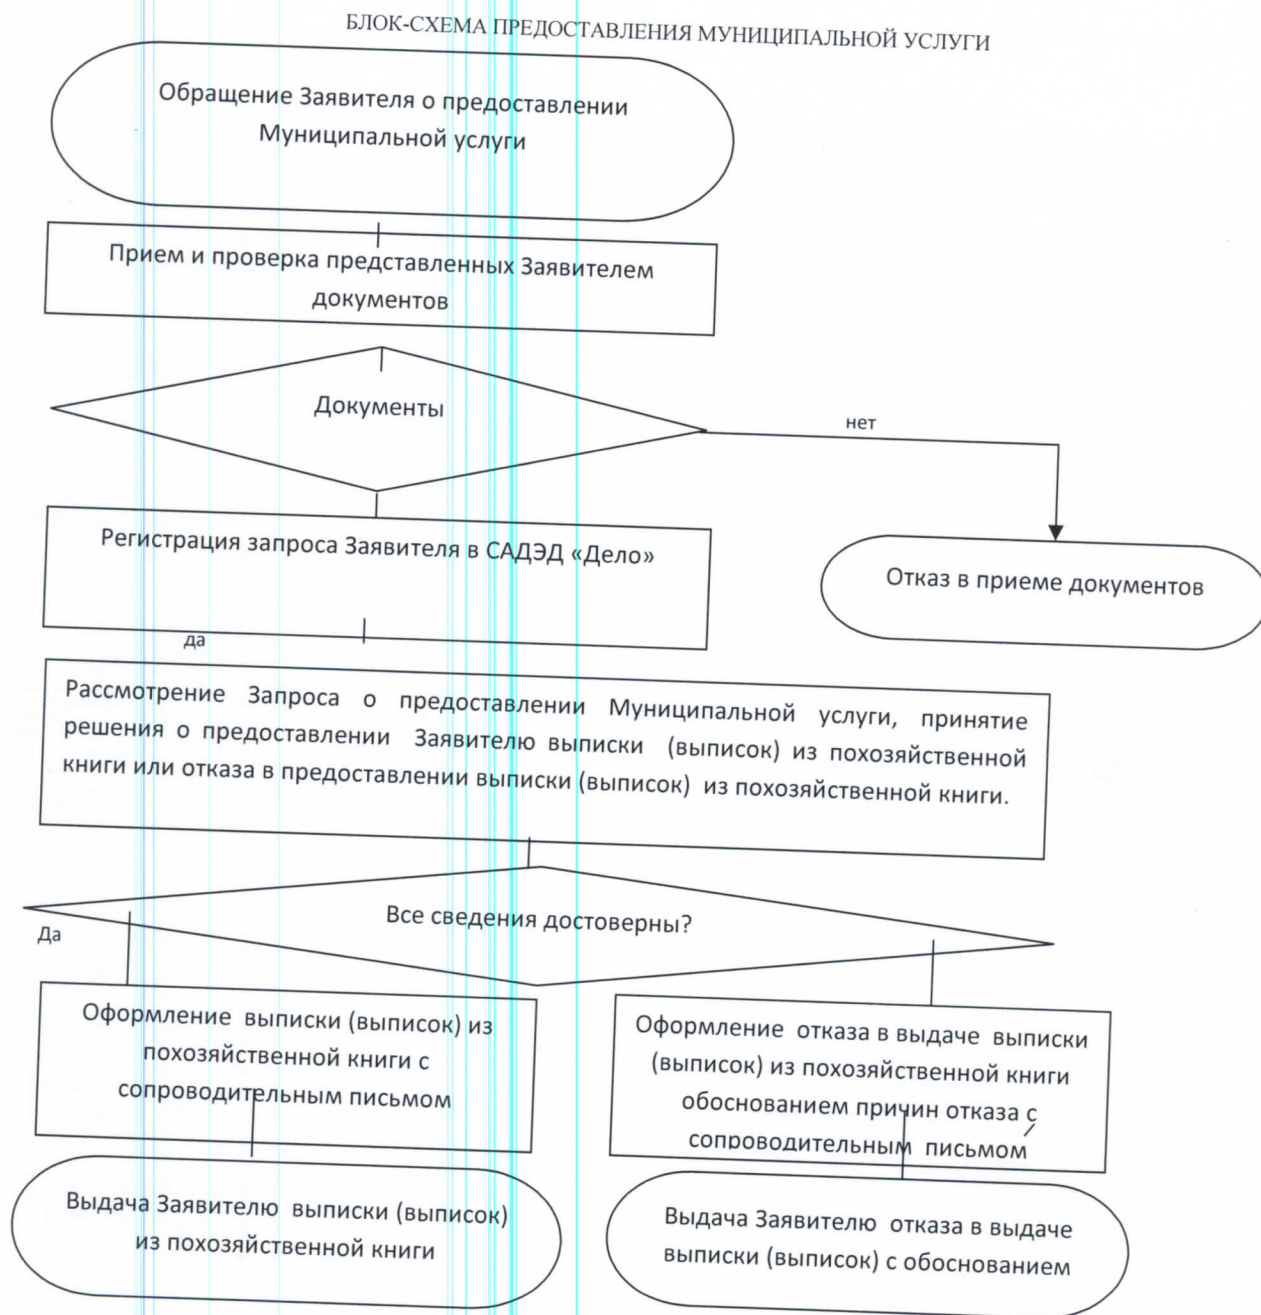 БЛОК-СХЕМА ПРЕДОСТАВЛЕНИЯ МУНИЦИПАЛЬНОЙ УСЛУГИ
Обращение Заявителя о предоставлении
Муниципальной услуги
Прием и проверка представленных Заявителем
документов
Документы
нет
Регистрация запроса Заявителя в САДЭД «Дело»
Отказ в приеме документов
да
Рассмотрение Запроса о предоставлении Муниципальной услуги, принятие
решения о предоставлении Заявителю выписки (выписок) из похозяйственной
книги или отказа в предоставлении выписки (выписок) из похозяйственной книги.
Все сведения достоверны?
Да
Оформление выписки (выписок) из
похозяйственной книги с
сопроводительным письмом
Оформление отказа в выдаче выписки
(выписок) из похозяйственной книги
обоснованием причин отказа с
сопроводительным письмом
Выдача Заявителю выписки (выписок)
из похозяйственной книги
Выдача Заявителю отказа в выдаче
выписки (выписок) с обоснованием